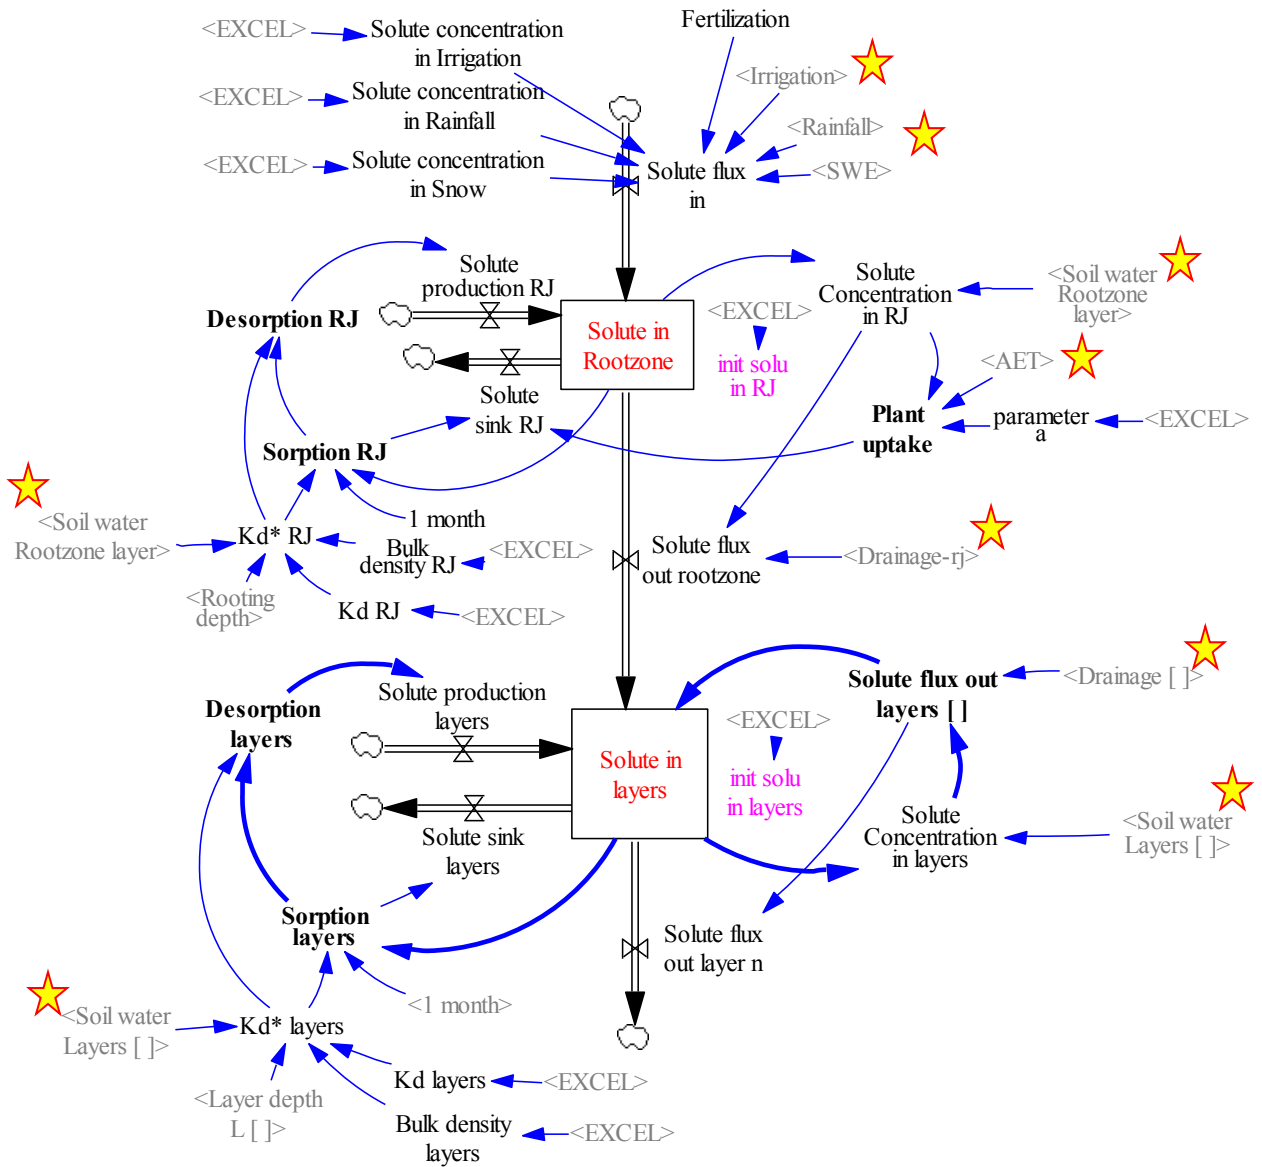 <EXCEL>
Solute concentration
in Irrigation
Fertilization
<Irrigation>
<EXCEL>
Solute concentration
in Rainfall
<Rainfall>
<EXCEL>
Solute concentration
in Snow
Solute flux
in
<SWE>
Solute
production RJ
Desorption RJ
Solute in
Rootzone
<EXCEL>
init solu
in RJ
Solute
Concentration
in RJ
<Soil water
Rootzone
layer>
<AET>
Solute
sink RJ
Plant
uptake
parameter
a
<EXCEL>
Sorption RJ
<Soil water
Rootzone layer>
Kd* RJ
1 month
Bulk
density RJ
<EXCEL>
<Rooting
depth>
Kd RJ
<EXCEL>
Solute flux
out rootzone
<Drainage-rj>
Desorption
layers
Solute production
layers
Solute in
layers
<EXCEL>
init solu
in layers
Solute flux out
layers [ ]
<Drainage [ ]>
Solute sink
layers
Solute
Concentration
in layers
<Soil water
Layers [ ]>
Sorption
layers
Solute flux
out layer n
<1 month>
<Soil water
Layers [ ]>
Kd* layers
<Layer depth
L [ ]>
Kd layers
<EXCEL>
Bulk density
layers
<EXCEL>